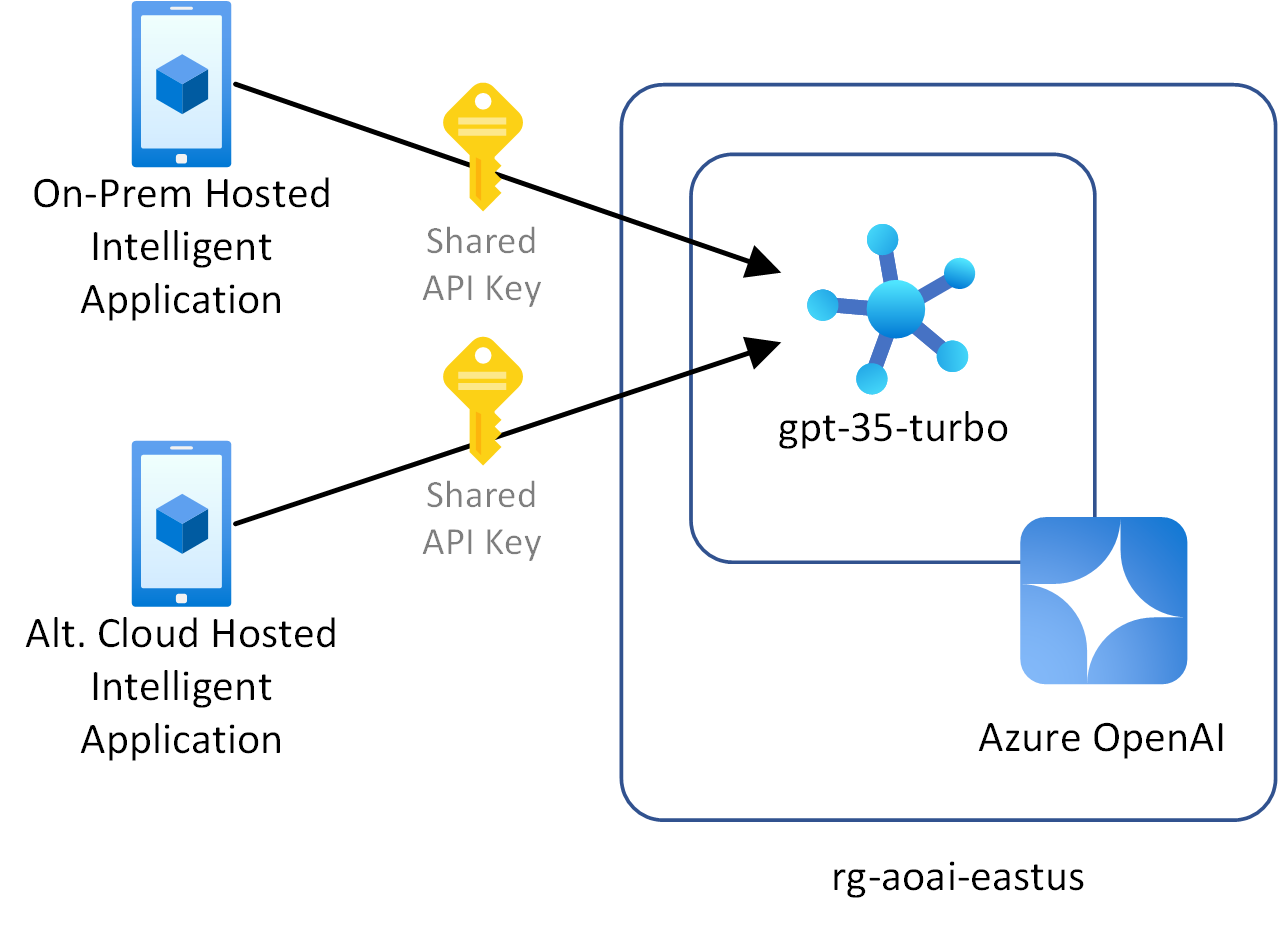 On-Prem Hosted
Intelligent
Application
Shared
API Key
Shared
API Key
Alt. Cloud Hosted
Intelligent
Application
gpt-35-turbo
Azure OpenAI
rg-aoai-eastus